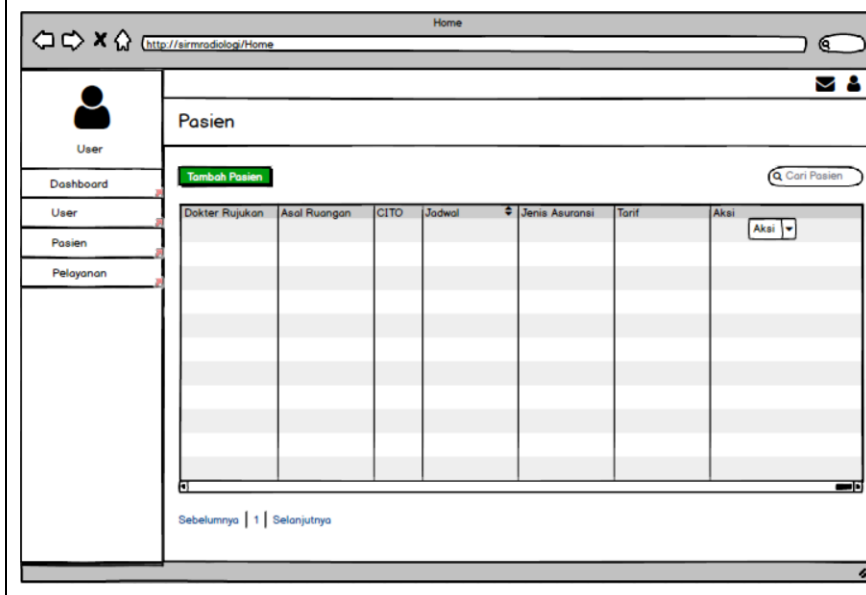 Home
http://sirmradiologi/Home
User
Pasien
Dashboard
User
Pasien
Pelayanan
Tambah Pasien
Cari Pasien
Dokter Rujukan Asal Ruangan CITO Jadwal Jenis Asuransi Tarif Aksi
Aksi
Sebelumnya 1 Selanjutnya